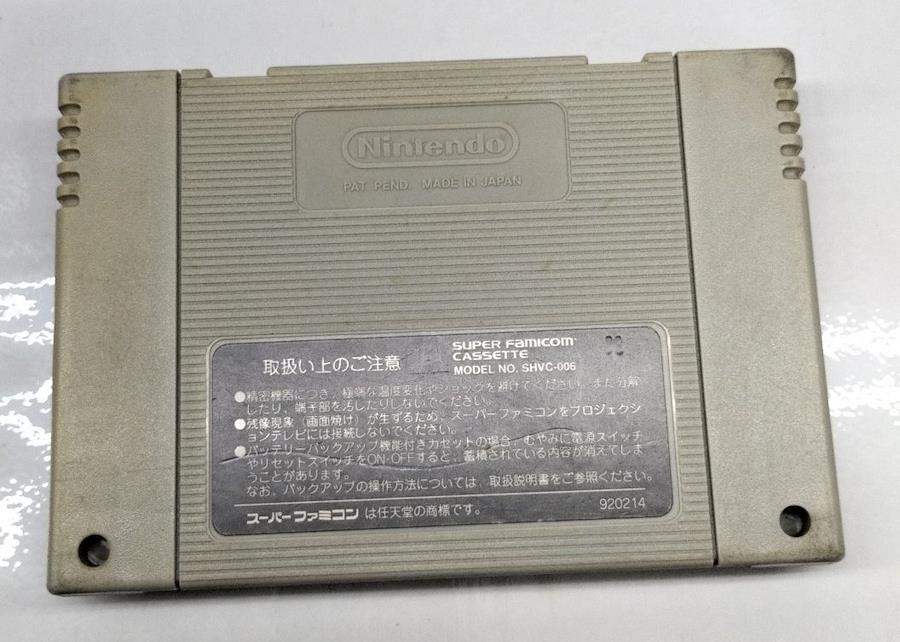 Nintendo
PAT. PEND. MADE IN JAPAN
取扱い上のご注意
SUPER FAMICOM
CASSETTE
MODEL NO. SHVC-006
●精密機器につき、極端な温度変化やショックを避けてください。また分解
したり、端子部を汚したりしないでください。
●残像現象(画面焼け)が生ずるため、スーパーファミコンをプロジェクシ
ョンテレビには接続しないでください。
●バッテリーバックアップ機能付きカセットの場合、むやみに電源スイッチ
やリセットスイッチをON・OFFすると、蓄積されている内容が消えてしま
うことがあります。
なお、バックアップの操作方法については、取扱説明書をご参照ください。
スーパーファミコンは任天堂の商標です。
920214